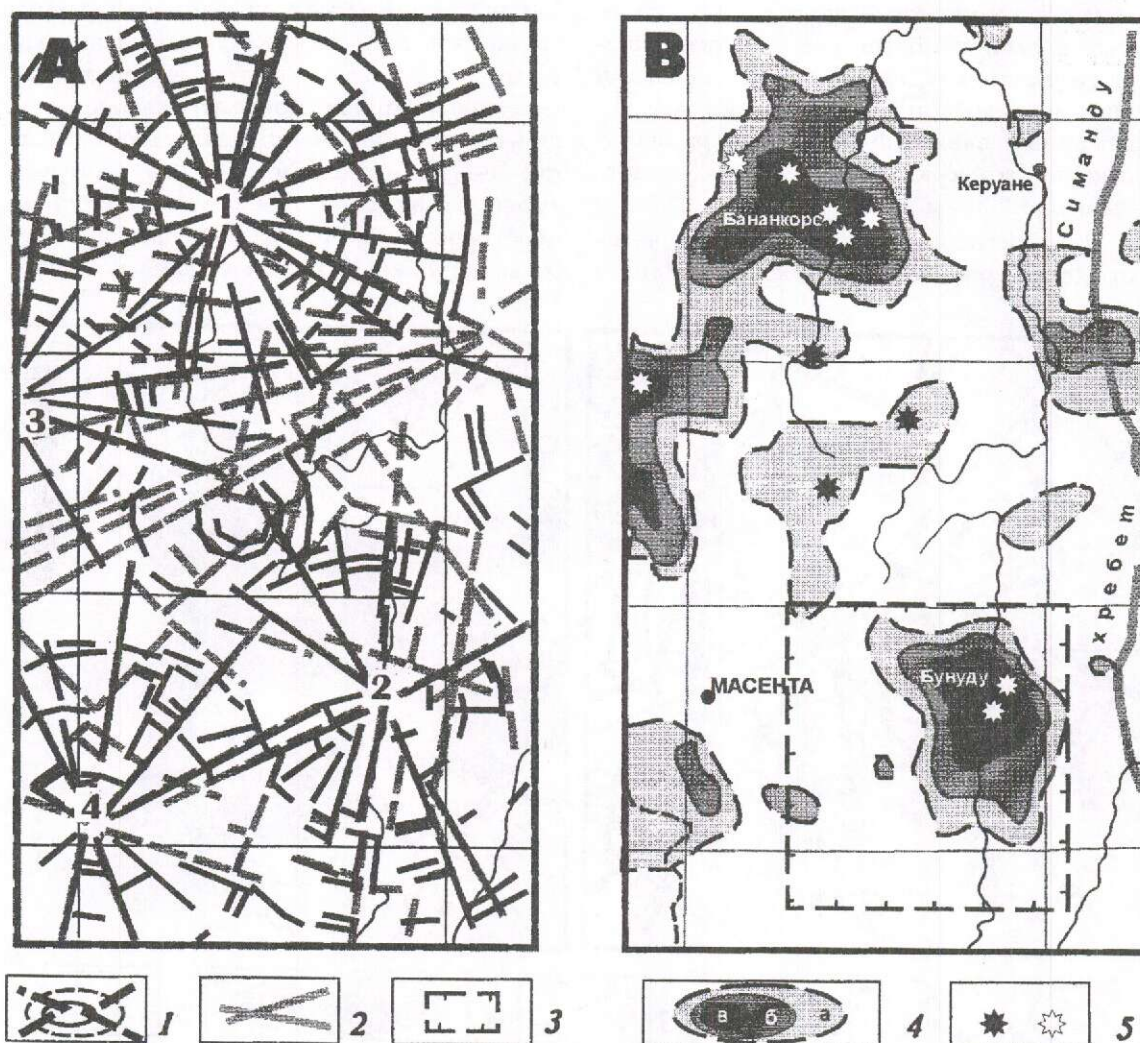 A
B
1
3
2
4
Симанду
Керуане
Бананкоро
хребет
Бунуду
МАСЕНТА
1
2
3
в б а
4
5